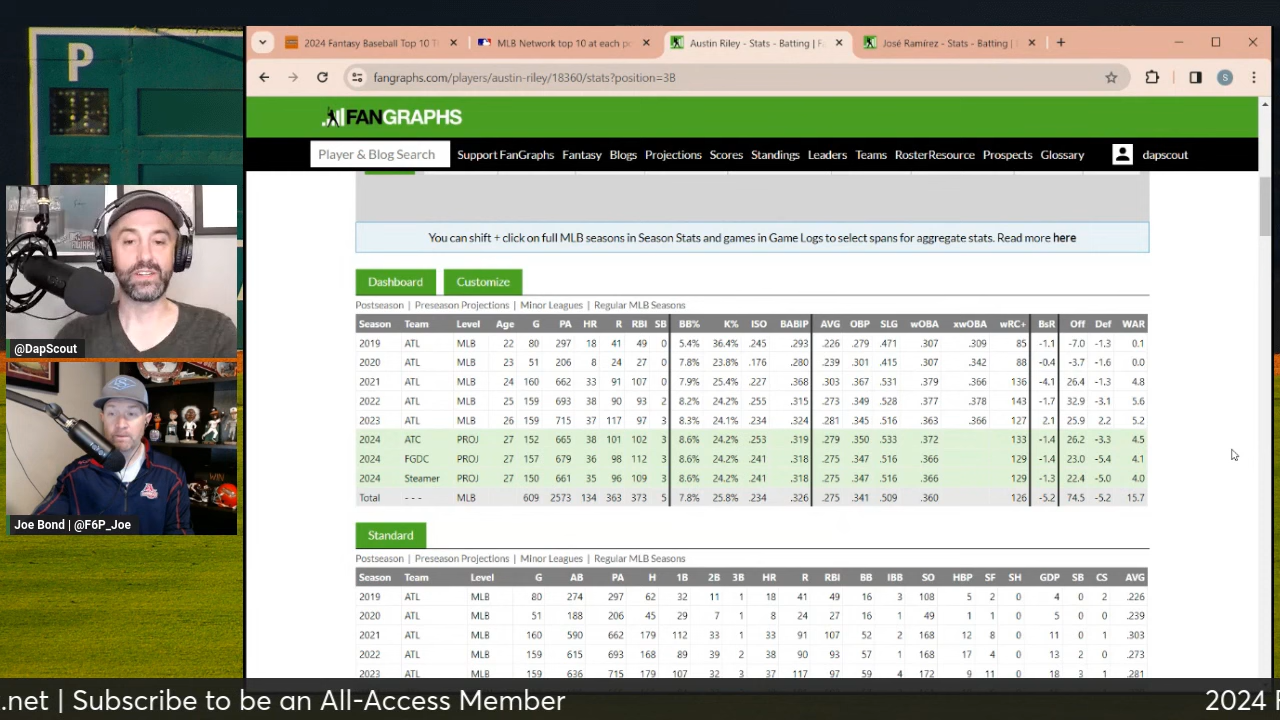 P
2024 Fantasy Baseball Top 10 T
MLB Network top 10 at each po
Austin Riley - Stats - Batting | F
José Ramírez - Stats - Batting |
fangraphs.com/players/austin-riley/18360/stats?position=3B
S
FANGRAPHS
Player & Blog Search Support FanGraphs Fantasy Blogs Projections Scores Standings Leaders Teams RosterResource Prospects Glossary dapscout
You can shift + click on full MLB seasons in Season Stats and games in Game Logs to select spans for aggregate stats. Read more here
Dashboard Customize
Postseason | Preseason Projections | Minor Leagues | Regular MLB Seasons
Season Team Level Age G PA HR R RBI SB BB% K% ISO BABIP AVG OBP SLG wOBA xwOBA wRC+ BsR Off Def WAR
2019 ATL MLB 22 80 297 18 41 49 0 5.4% 36.4% .245 .293 .226 .279 .471 .307 .309 85 -1.1 -7.0 -1.3 0.1
2020 ATL MLB 23 51 206 8 24 27 0 7.8% 23.8% .176 .280 .239 .301 .415 .307 .342 88 -0.4 -3.7 -1.6 0.0
2021 ATL MLB 24 160 662 33 91 107 0 7.9% 25.4% .227 .368 .303 .367 .531 .379 .366 136 -4.1 26.4 -1.3 4.8
2022 ATL MLB 25 159 693 38 90 93 2 8.2% 24.2% .255 .315 .273 .349 .528 .377 .378 143 -1.7 32.9 -3.1 5.6
2023 ATL MLB 26 159 715 37 117 97 3 8.3% 24.1% .234 .324 .281 .345 .516 .363 .366 127 2.1 25.9 2.2 5.2
2024 ATC PROJ 27 152 665 38 101 102 3 8.6% 24.2% .253 .319 .279 .350 .533 .372 133 -1.4 26.2 -3.3 4.5
2024 FGDC PROJ 27 157 679 36 98 112 3 8.6% 24.2% .241 .318 .275 .347 .516 .366 129 -1.4 23.0 -5.4 4.1
2024 Steamer PROJ 27 150 661 35 96 109 3 8.6% 24.2% .241 .318 .275 .347 .516 .366 129 -1.3 22.4 -5.0 4.0
Total - - - MLB 609 2573 134 363 373 5 7.8% 25.8% .234 .326 .275 .341 .509 .360 126 -5.2 74.5 -5.2 15.7
Standard
Postseason | Preseason Projections | Minor Leagues | Regular MLB Seasons
Season Team Level G AB PA H 1B 2B 3B HR R RBI BB IBB SO HBP SF SH GDP SB CS AVG
2019 ATL MLB 80 274 297 62 32 11 1 18 41 49 16 3 108 5 2 0 4 0 2 .226
2020 ATL MLB 51 188 206 45 29 7 1 8 24 27 16 1 49 1 1 0 5 0 0 .239
2021 ATL MLB 160 590 662 179 112 33 1 33 91 107 52 2 168 12 8 0 11 0 1 .303
2022 ATL MLB 159 615 693 168 89 39 2 38 90 93 57 1 168 17 4 0 13 2 0 .273
2023 ATL MLB 159 636 715 179 107 32 3 37 117 97 59 4 172 9 11 0 18 3 1 .281
@DapScout
Joe Bond | @F6P_Joe
.net | Subscribe to be an All-Access Member
2024 F